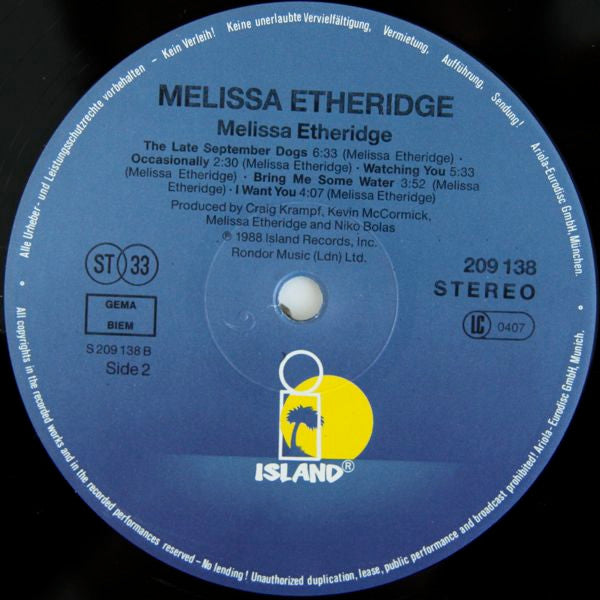 Alle Urheber- und Leistungsschutzrechte vorbehalten – Kein Verleih! Keine unerlaubte Vervielfältigung, Vermietung, Aufführung, Sendung! Ariola-Eurodisc GmbH, München.
MELISSA ETHERIDGE
Melissa Etheridge
The Late September Dogs 6:33 (Melissa Etheridge) ·
Occasionally 2:30 (Melissa Etheridge) · Watching You 5:33
(Melissa Etheridge) · Bring Me Some Water 3:52 (Melissa
Etheridge) · I Want You 4:07 (Melissa Etheridge)
Produced by Craig Krampf, Kevin McCormick,
Melissa Etheridge and Niko Bolas
℗ 1988 Island Records, Inc.
Rondor Music (Ldn) Ltd.
ST 33
GEMA
BIEM
S 209 138 B
Side 2
209 138
STEREO
LC 0407
ISLAND®
All copyrights in the recorded works and in the recorded performances reserved – No lending! Unauthorized duplication, lease, public performance and broadcast prohibited! Ariola-Eurodisc GmbH, Munich.